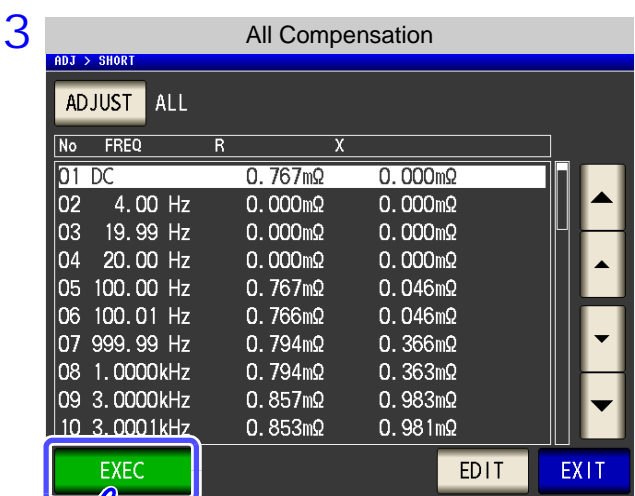 3
All Compensation
ADJ > SHORT
ADJUST ALL
No FREQ R X
01 DC 0.767mΩ 0.000mΩ
02 4.00 Hz 0.000mΩ 0.000mΩ
03 19.99 Hz 0.000mΩ 0.000mΩ
04 20.00 Hz 0.000mΩ 0.000mΩ
05 100.00 Hz 0.767mΩ 0.046mΩ
06 100.01 Hz 0.766mΩ 0.046mΩ
07 999.99 Hz 0.794mΩ 0.366mΩ
08 1.0000kHz 0.794mΩ 0.363mΩ
09 3.0000kHz 0.857mΩ 0.983mΩ
10 3.0001kHz 0.853mΩ 0.981mΩ
EXEC EDIT EXIT